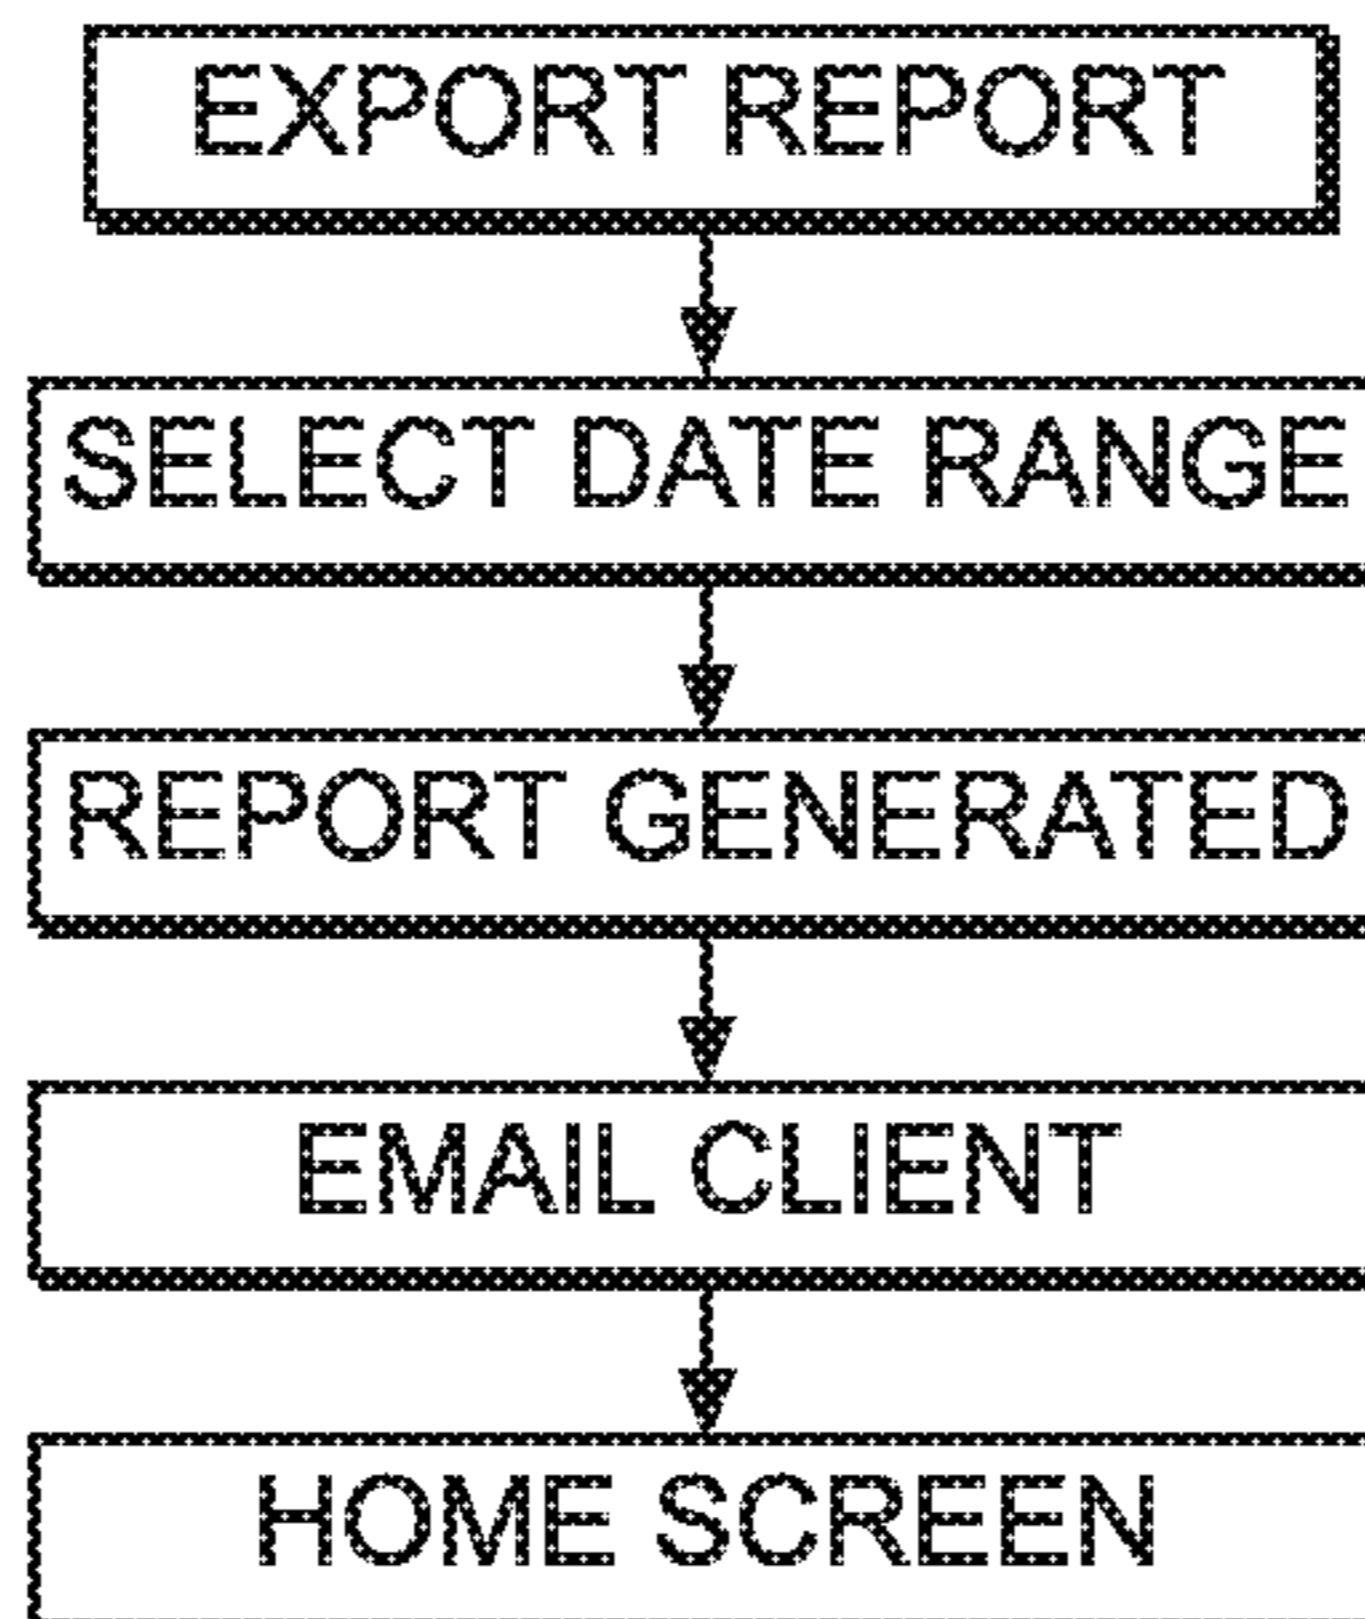 EXPORT REPORT
SELECT DATE RANGE
REPORT GENERATED
EMAIL CLIENT
HOME SCREEN